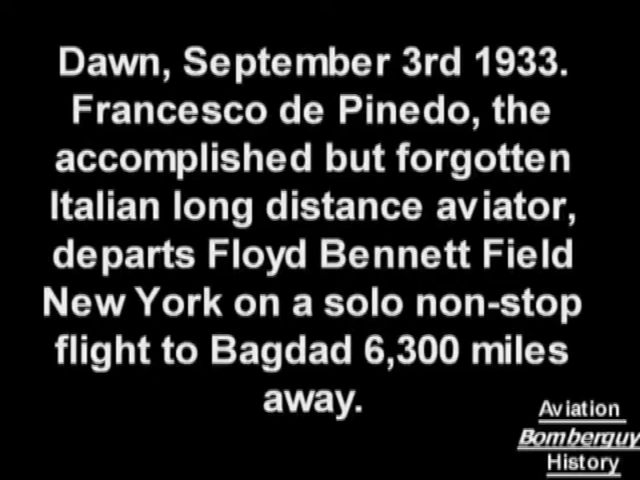 Dawn, September 3rd 1933.
Francesco de Pinedo, the
accomplished but forgotten
Italian long distance aviator,
departs Floyd Bennett Field
New York on a solo non-stop
flight to Bagdad 6,300 miles
away.
Aviation
Bomberguy
History